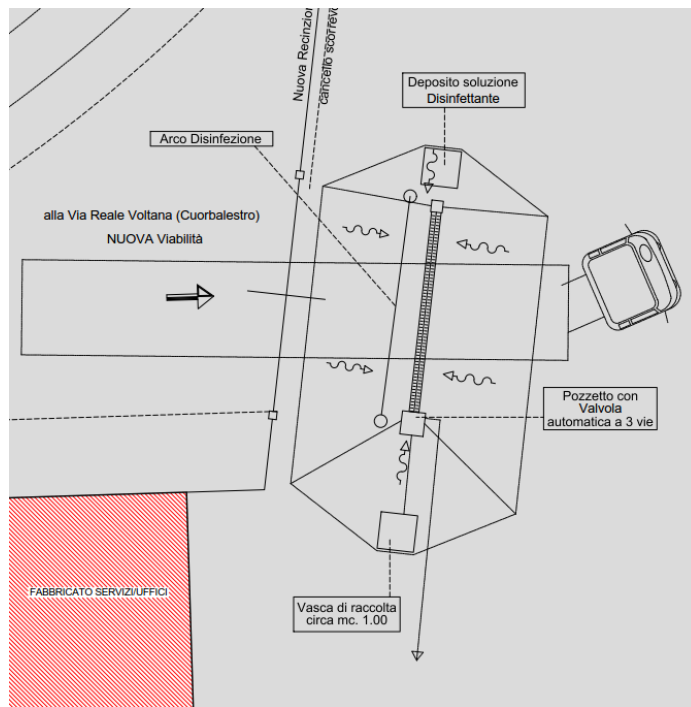 Nuova Recinzione
cancello scorrevo
Deposito soluzione
Disinfettante
Arco Disinfezione
alla Via Reale Voltana (Cuorbalestro)
NUOVA Viabilità
Pozzetto con
Valvola
automatica a 3 vie
FABBRICATO SERVIZI/UFFICI
Vasca di raccolta
circa mc. 1.00